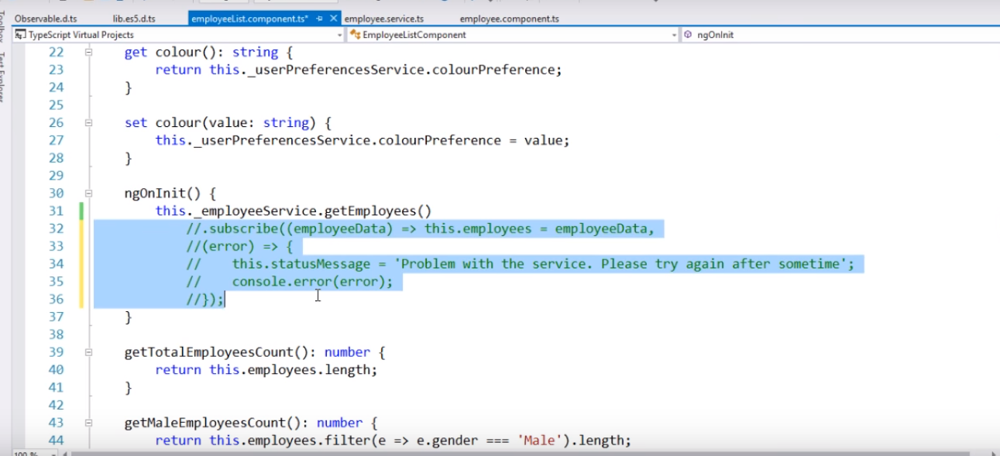 Observable.d.ts lib.es5.d.ts employeeList.component.ts* employee.service.ts employee.component.ts
TypeScript Virtual Projects EmployeeListComponent ngOnInit
Toolbox
Test Explorer
22 get colour(): string {
23 return this._userPreferencesService.colourPreference;
24 }
25
26 set colour(value: string) {
27 this._userPreferencesService.colourPreference = value;
28 }
29
30 ngOnInit() {
31 this._employeeService.getEmployees()
32 //.subscribe((employeeData) => this.employees = employeeData,
33 //(error) => {
34 // this.statusMessage = 'Problem with the service. Please try again after sometime';
35 // console.error(error);
36 //});
37 }
38
39 getTotalEmployeesCount(): number {
40 return this.employees.length;
41 }
42
43 getMaleEmployeesCount(): number {
44 return this.employees.filter(e => e.gender === 'Male').length;
100 %